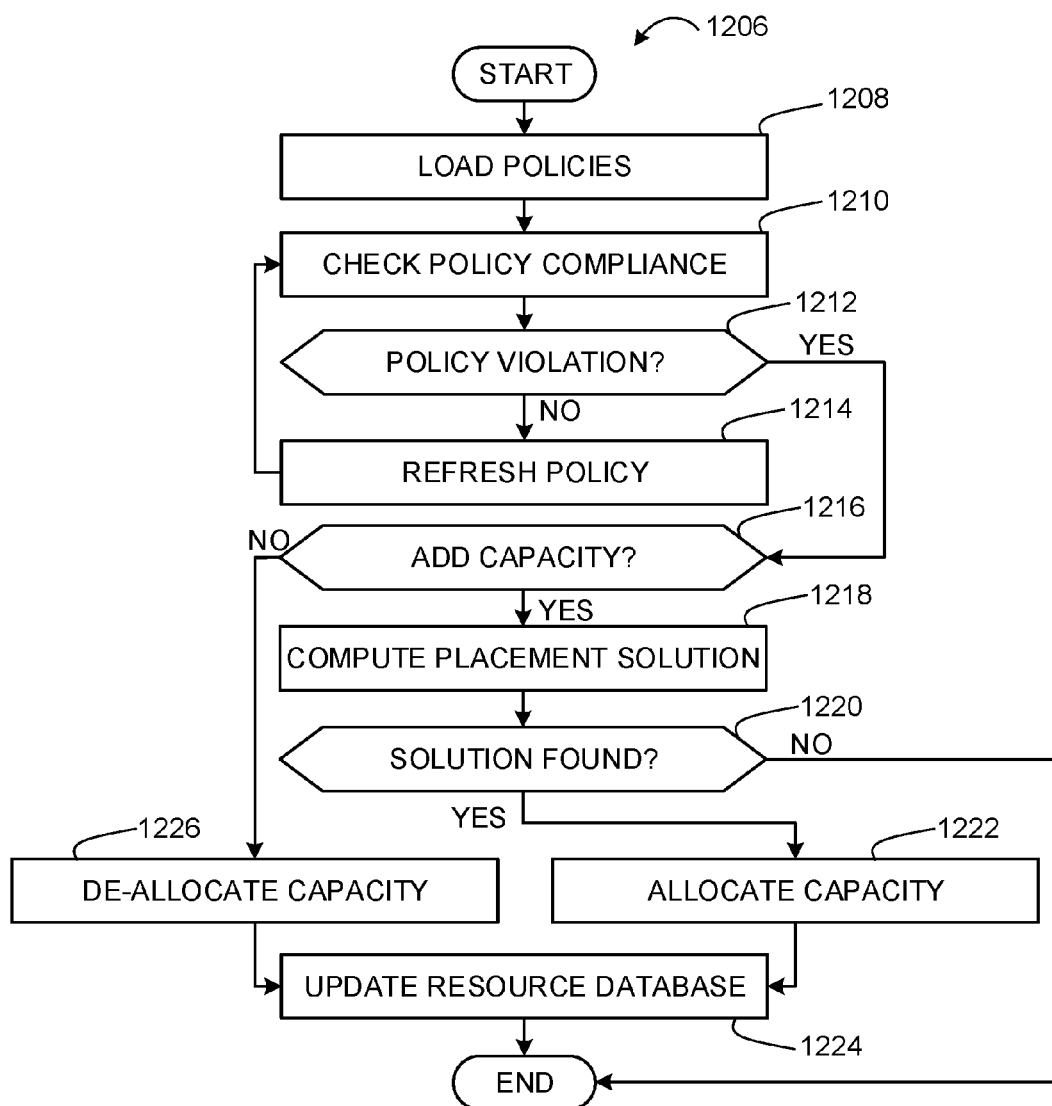 1206
START
1208
LOAD POLICIES
1210
CHECK POLICY COMPLIANCE
1212
POLICY VIOLATION?
YES
NO
1214
REFRESH POLICY
1216
NO
ADD CAPACITY?
YES
1218
COMPUTE PLACEMENT SOLUTION
1220
SOLUTION FOUND?
NO
YES
1226
1222
DE-ALLOCATE CAPACITY
ALLOCATE CAPACITY
UPDATE RESOURCE DATABASE
1224
END